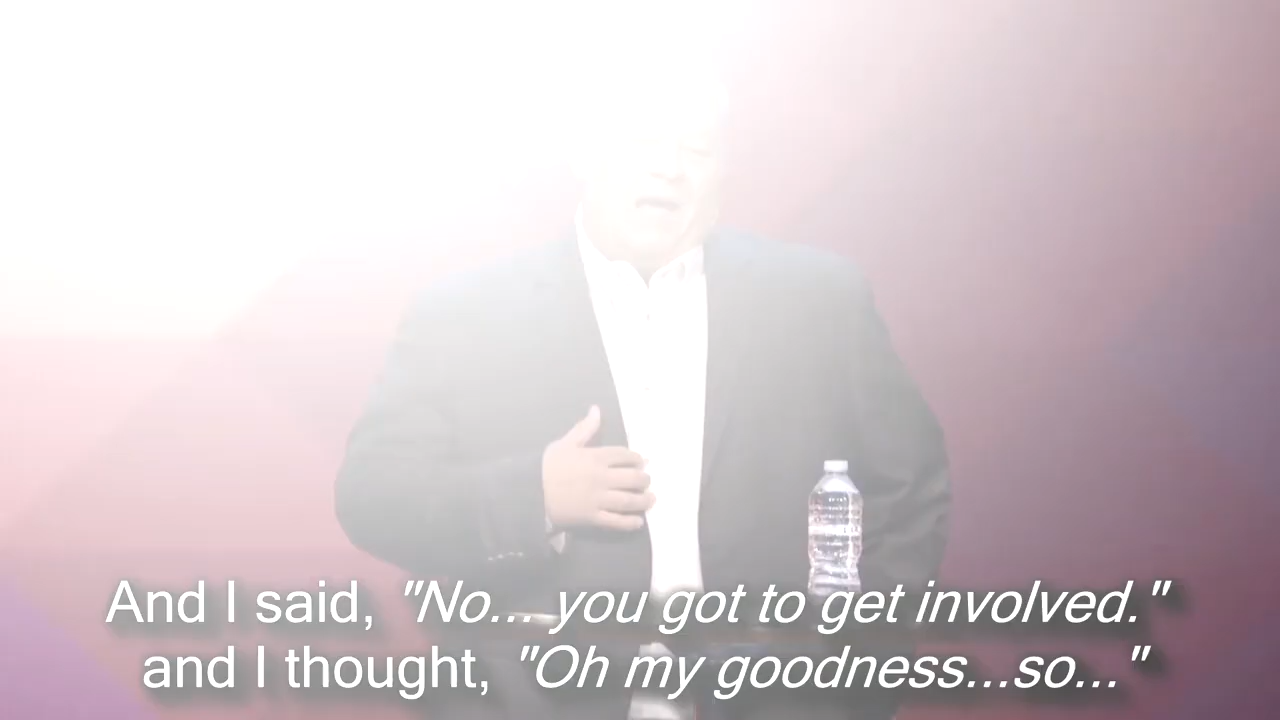 And I said, "No... you got to get involved."
and I thought, "Oh my goodness...so..."